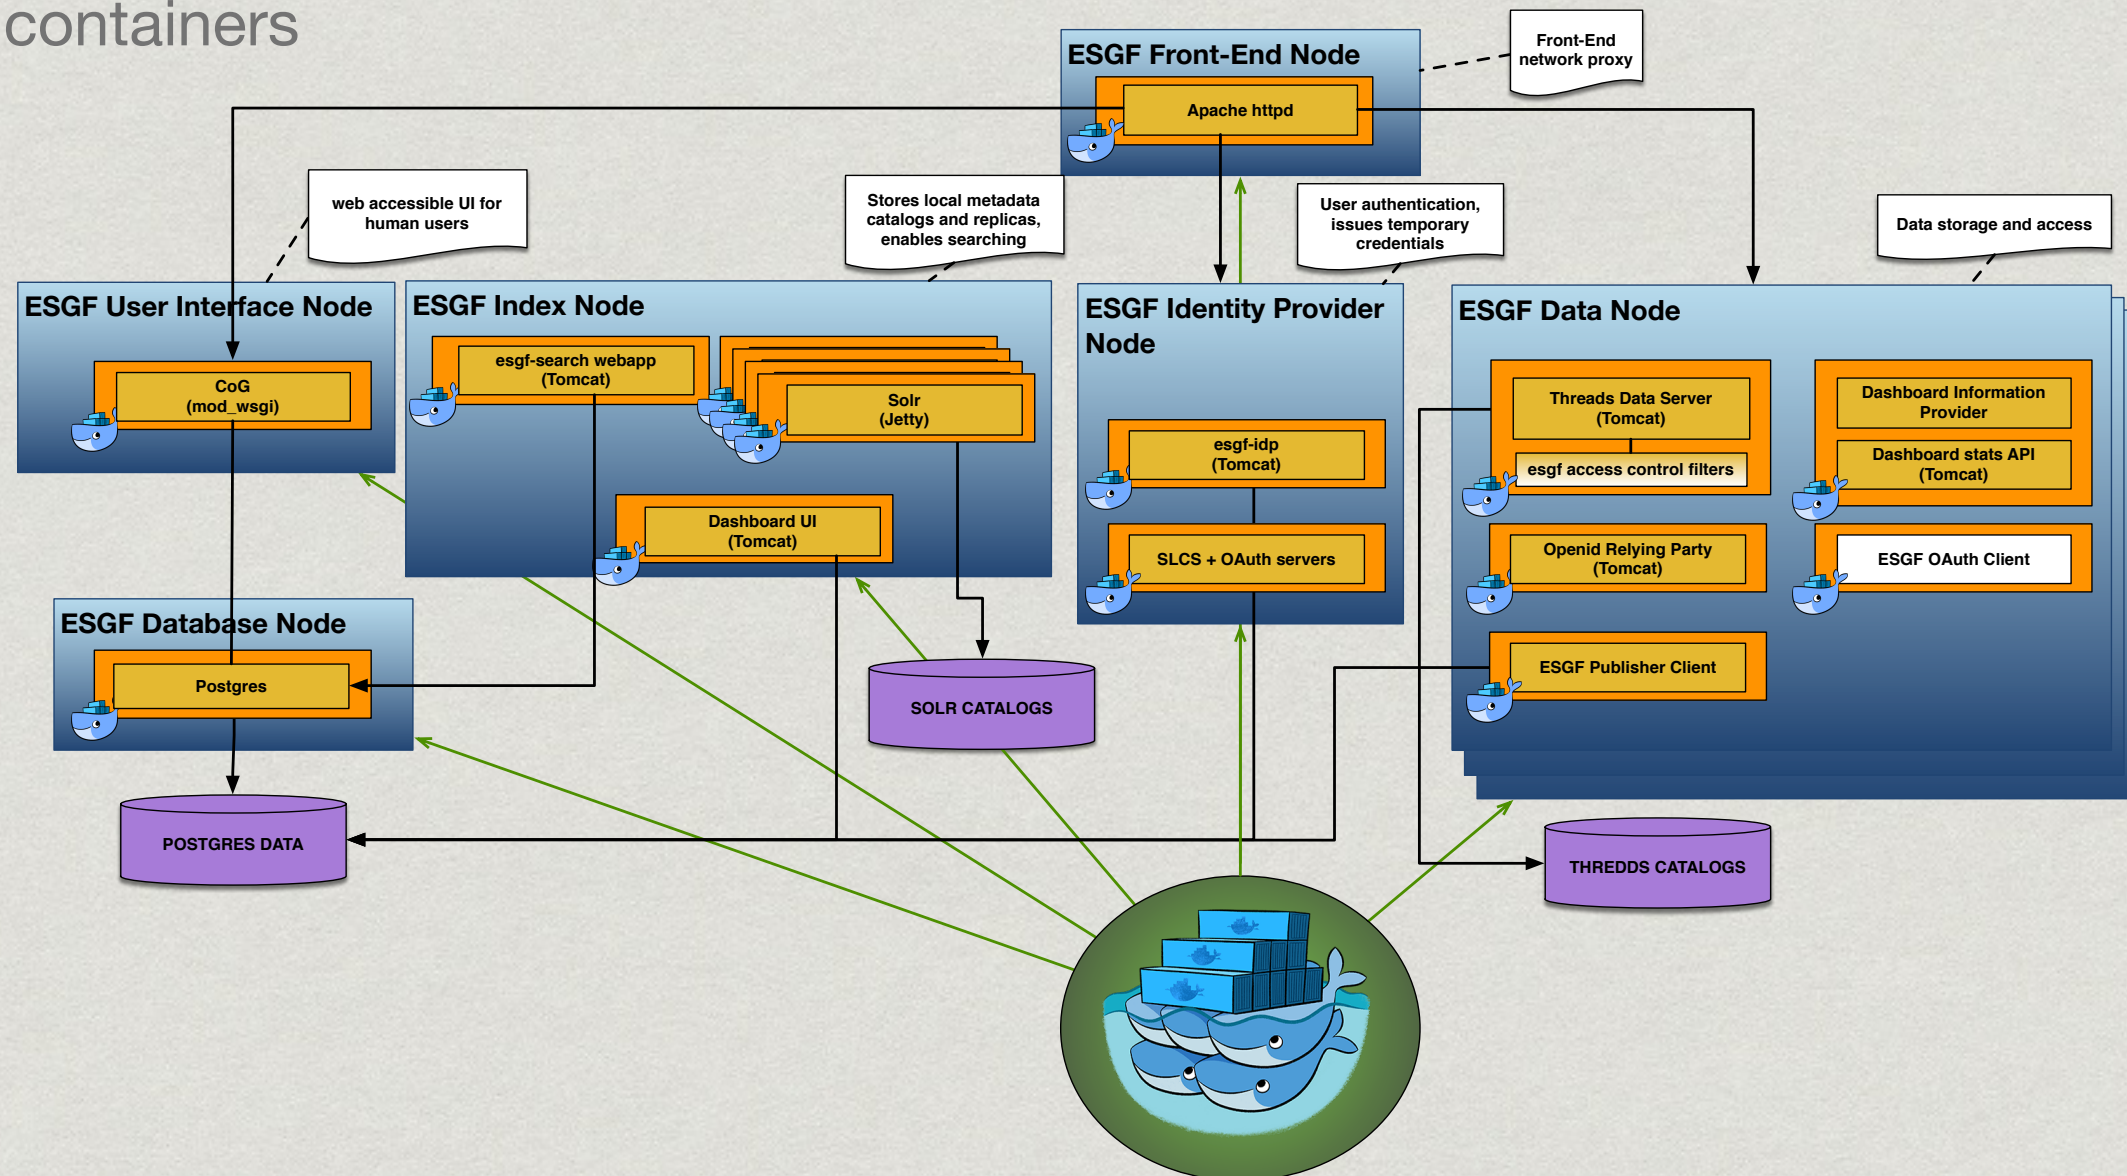 containers
ESGF Front-End Node
Apache httpd
Front-End
network proxy
web accessible UI for
human users
Stores local metadata
catalogs and replicas,
enables searching
User authentication,
issues temporary
credentials
Data storage and access
ESGF User Interface Node
CoG
(mod_wsgi)
ESGF Index Node
esgf-search webapp
(Tomcat)
Solr
(Jetty)
Dashboard UI
(Tomcat)
ESGF Identity Provider
Node
esgf-idp
(Tomcat)
SLCS + OAuth servers
ESGF Data Node
Threads Data Server
(Tomcat)
esgf access control filters
Dashboard Information
Provider
Dashboard stats API
(Tomcat)
Openid Relying Party
(Tomcat)
ESGF OAuth Client
ESGF Publisher Client
ESGF Database Node
Postgres
SOLR CATALOGS
POSTGRES DATA
THREDDS CATALOGS